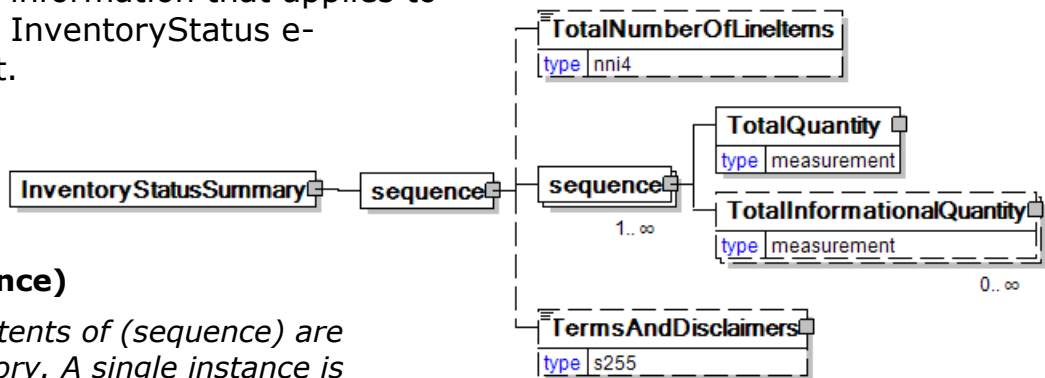 information that applies to
InventoryStatus e-
t.
TotalNumberOfLineItems
type nni4
TotalQuantity
type measurement
InventoryStatusSummary
sequence
sequence
1.. ∞
TotalInformationalQuantity
type measurement
0.. ∞
nce)
tents of (sequence) are
ory. A single instance is
TermsAndDisclaimers
type s255